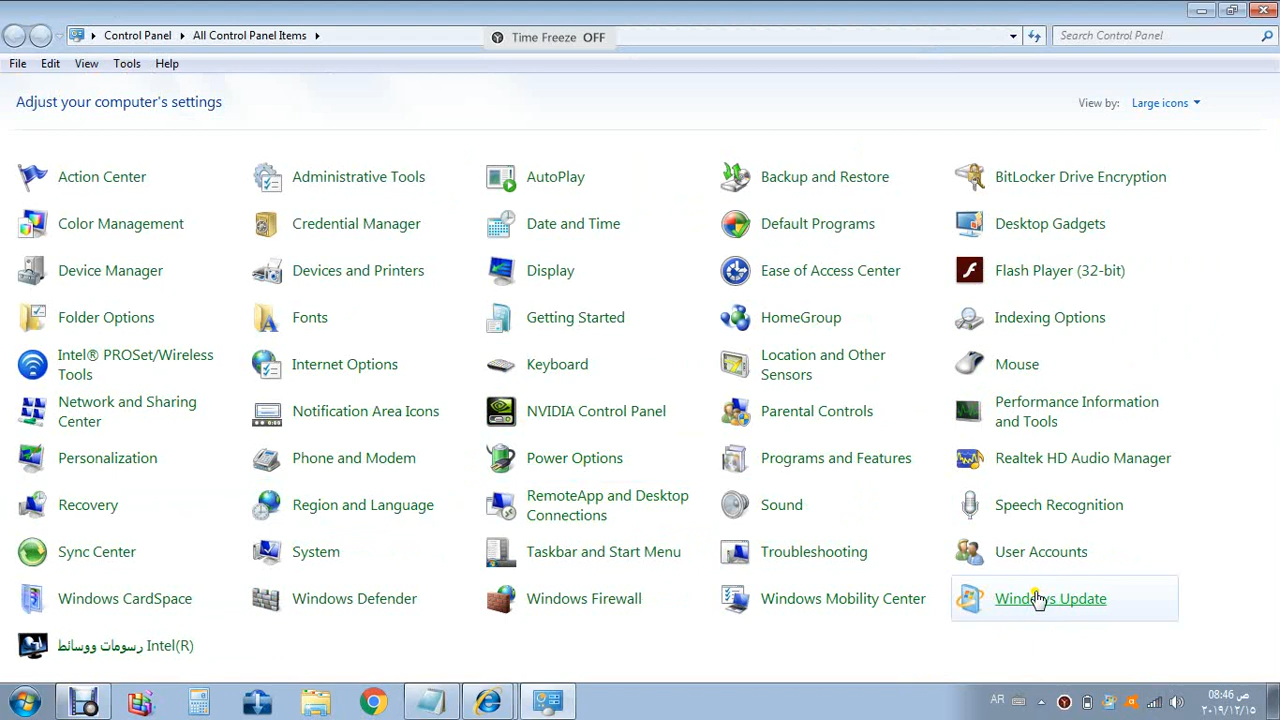 Control Panel All Control Panel Items
Time Freeze OFF
Search Control Panel
File Edit View Tools Help
Adjust your computer's settings
View by: Large icons
Action Center
Administrative Tools
AutoPlay
Backup and Restore
BitLocker Drive Encryption
Color Management
Credential Manager
Date and Time
Default Programs
Desktop Gadgets
Device Manager
Devices and Printers
Display
Ease of Access Center
Flash Player (32-bit)
Folder Options
Fonts
Getting Started
HomeGroup
Indexing Options
Intel® PROSet/Wireless
Tools
Internet Options
Keyboard
Location and Other
Sensors
Mouse
Network and Sharing
Center
Notification Area Icons
NVIDIA Control Panel
Parental Controls
Performance Information
and Tools
Personalization
Phone and Modem
Power Options
Programs and Features
Realtek HD Audio Manager
Recovery
Region and Language
RemoteApp and Desktop
Connections
Sound
Speech Recognition
Sync Center
System
Taskbar and Start Menu
Troubleshooting
User Accounts
Windows CardSpace
Windows Defender
Windows Firewall
Windows Mobility Center
Windows Update
رسومات ووسائط Intel(R)
AR
08:46 ص
٢٠١٩/١٢/١٥